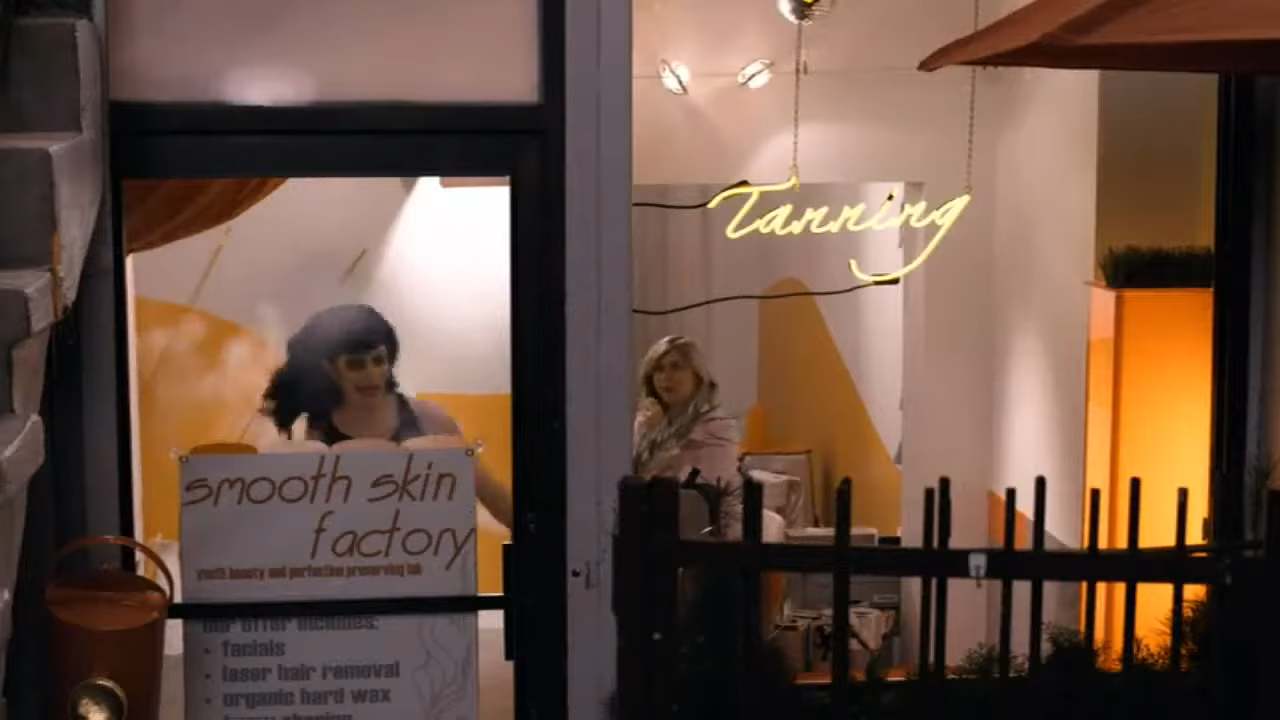 Tanning
smooth skin
factory
youth beauty and perfection preserving lab
our offer includes:
• facials
• laser hair removal
• organic hard wax